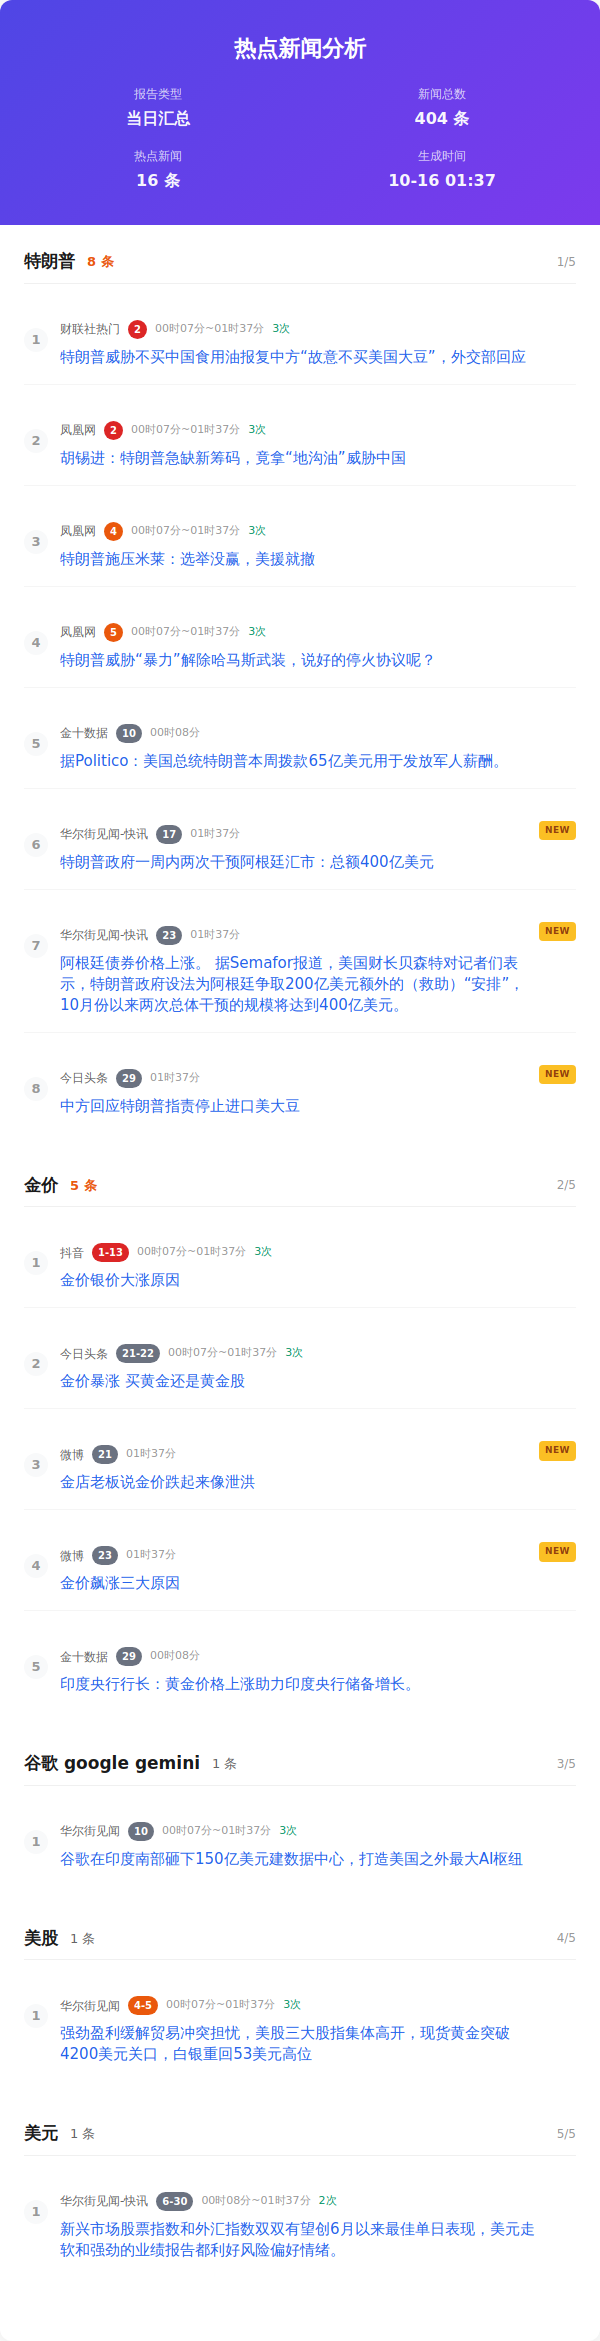 热点新闻分析
报告类型
当日汇总
新闻总数
404 条
热点新闻
16 条
生成时间
10-16 01:37
特朗普 8 条 1/5
1
财联社热门 2 00时07分~01时37分 3次
特朗普威胁不买中国食用油报复中方“故意不买美国大豆”，外交部回应
2
凤凰网 2 00时07分~01时37分 3次
胡锡进：特朗普急缺新筹码，竟拿“地沟油”威胁中国
3
凤凰网 4 00时07分~01时37分 3次
特朗普施压米莱：选举没赢，美援就撤
4
凤凰网 5 00时07分~01时37分 3次
特朗普威胁“暴力”解除哈马斯武装，说好的停火协议呢？
5
金十数据 10 00时08分
据Politico：美国总统特朗普本周拨款65亿美元用于发放军人薪酬。
6
华尔街见闻-快讯 17 01时37分 NEW
特朗普政府一周内两次干预阿根廷汇市：总额400亿美元
7
华尔街见闻-快讯 23 01时37分 NEW
阿根廷债券价格上涨。 据Semafor报道，美国财长贝森特对记者们表
示，特朗普政府设法为阿根廷争取200亿美元额外的（救助）“安排”，
10月份以来两次总体干预的规模将达到400亿美元。
8
今日头条 29 01时37分 NEW
中方回应特朗普指责停止进口美大豆
金价 5 条 2/5
1
抖音 1-13 00时07分~01时37分 3次
金价银价大涨原因
2
今日头条 21-22 00时07分~01时37分 3次
金价暴涨 买黄金还是黄金股
3
微博 21 01时37分 NEW
金店老板说金价跌起来像泄洪
4
微博 23 01时37分 NEW
金价飙涨三大原因
5
金十数据 29 00时08分
印度央行行长：黄金价格上涨助力印度央行储备增长。
谷歌 google gemini 1 条 3/5
1
华尔街见闻 10 00时07分~01时37分 3次
谷歌在印度南部砸下150亿美元建数据中心，打造美国之外最大AI枢纽
美股 1 条 4/5
1
华尔街见闻 4-5 00时07分~01时37分 3次
强劲盈利缓解贸易冲突担忧，美股三大股指集体高开，现货黄金突破
4200美元关口，白银重回53美元高位
美元 1 条 5/5
1
华尔街见闻-快讯 6-30 00时08分~01时37分 2次
新兴市场股票指数和外汇指数双双有望创6月以来最佳单日表现，美元走
软和强劲的业绩报告都利好风险偏好情绪。